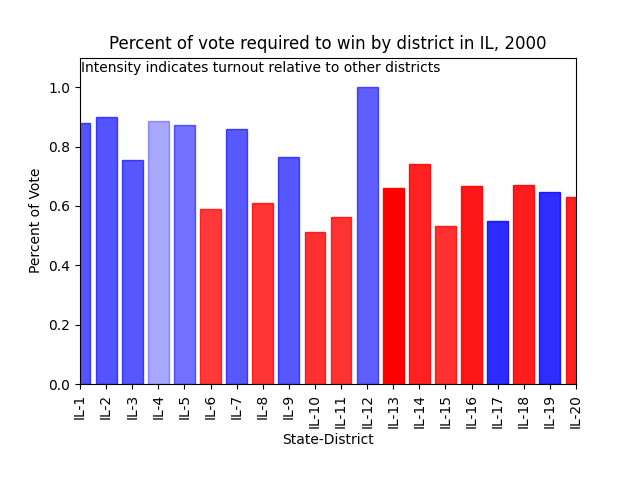 Percent of vote required to win by district in IL, 2000
Intensity indicates turnout relative to other districts
1.0
0.8
0.6
0.4
0.2
0.0
Percent of Vote
IL-1
IL-2
IL-3
IL-4
IL-5
IL-6
IL-7
IL-8
IL-9
IL-10
IL-11
IL-12
IL-13
IL-14
IL-15
IL-16
IL-17
IL-18
IL-19
IL-20
State-District